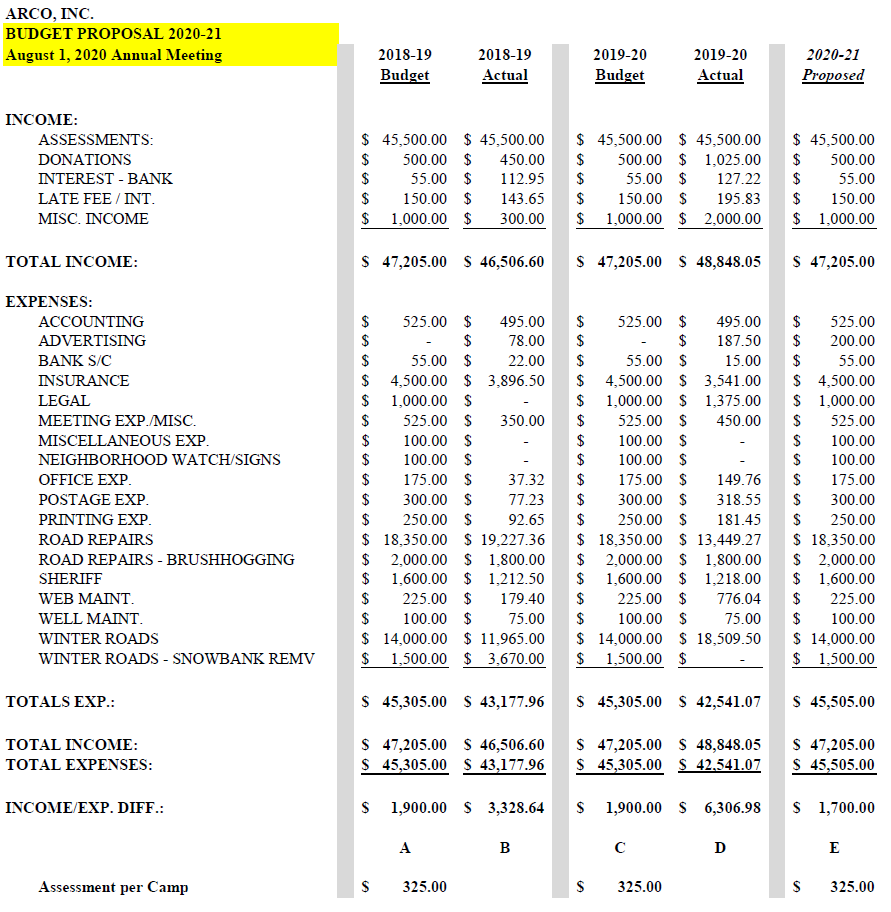 ARCO, INC.
BUDGET PROPOSAL 2020-21
August 1, 2020 Annual Meeting 2018-19 2018-19 2019-20 2019-20 2020-21
Budget Actual Budget Actual Proposed
INCOME:
ASSESSMENTS: $ 45,500.00 $ 45,500.00 $ 45,500.00 $ 45,500.00 $ 45,500.00
DONATIONS $ 500.00 $ 450.00 $ 500.00 $ 1,025.00 $ 500.00
INTEREST - BANK $ 55.00 $ 112.95 $ 55.00 $ 127.22 $ 55.00
LATE FEE / INT. $ 150.00 $ 143.65 $ 150.00 $ 195.83 $ 150.00
MISC. INCOME $ 1,000.00 $ 300.00 $ 1,000.00 $ 2,000.00 $ 1,000.00
TOTAL INCOME: $ 47,205.00 $ 46,506.60 $ 47,205.00 $ 48,848.05 $ 47,205.00
EXPENSES:
ACCOUNTING $ 525.00 $ 495.00 $ 525.00 $ 495.00 $ 525.00
ADVERTISING $ - $ 78.00 $ - $ 187.50 $ 200.00
BANK S/C $ 55.00 $ 22.00 $ 55.00 $ 15.00 $ 55.00
INSURANCE $ 4,500.00 $ 3,896.50 $ 4,500.00 $ 3,541.00 $ 4,500.00
LEGAL $ 1,000.00 $ - $ 1,000.00 $ 1,375.00 $ 1,000.00
MEETING EXP./MISC. $ 525.00 $ 350.00 $ 525.00 $ 450.00 $ 525.00
MISCELLANEOUS EXP. $ 100.00 $ - $ 100.00 $ - $ 100.00
NEIGHBORHOOD WATCH/SIGNS $ 100.00 $ - $ 100.00 $ - $ 100.00
OFFICE EXP. $ 175.00 $ 37.32 $ 175.00 $ 149.76 $ 175.00
POSTAGE EXP. $ 300.00 $ 77.23 $ 300.00 $ 318.55 $ 300.00
PRINTING EXP. $ 250.00 $ 92.65 $ 250.00 $ 181.45 $ 250.00
ROAD REPAIRS $ 18,350.00 $ 19,227.36 $ 18,350.00 $ 13,449.27 $ 18,350.00
ROAD REPAIRS - BRUSHHOGGING $ 2,000.00 $ 1,800.00 $ 2,000.00 $ 1,800.00 $ 2,000.00
SHERIFF $ 1,600.00 $ 1,212.50 $ 1,600.00 $ 1,218.00 $ 1,600.00
WEB MAINT. $ 225.00 $ 179.40 $ 225.00 $ 776.04 $ 225.00
WELL MAINT. $ 100.00 $ 75.00 $ 100.00 $ 75.00 $ 100.00
WINTER ROADS $ 14,000.00 $ 11,965.00 $ 14,000.00 $ 18,509.50 $ 14,000.00
WINTER ROADS - SNOWBANK REMV $ 1,500.00 $ 3,670.00 $ 1,500.00 $ - $ 1,500.00
TOTALS EXP.: $ 45,305.00 $ 43,177.96 $ 45,305.00 $ 42,541.07 $ 45,505.00
TOTAL INCOME: $ 47,205.00 $ 46,506.60 $ 47,205.00 $ 48,848.05 $ 47,205.00
TOTAL EXPENSES: $ 45,305.00 $ 43,177.96 $ 45,305.00 $ 42,541.07 $ 45,505.00
INCOME/EXP. DIFF.: $ 1,900.00 $ 3,328.64 $ 1,900.00 $ 6,306.98 $ 1,700.00
A B C D E
Assessment per Camp $ 325.00 $ 325.00 $ 325.00